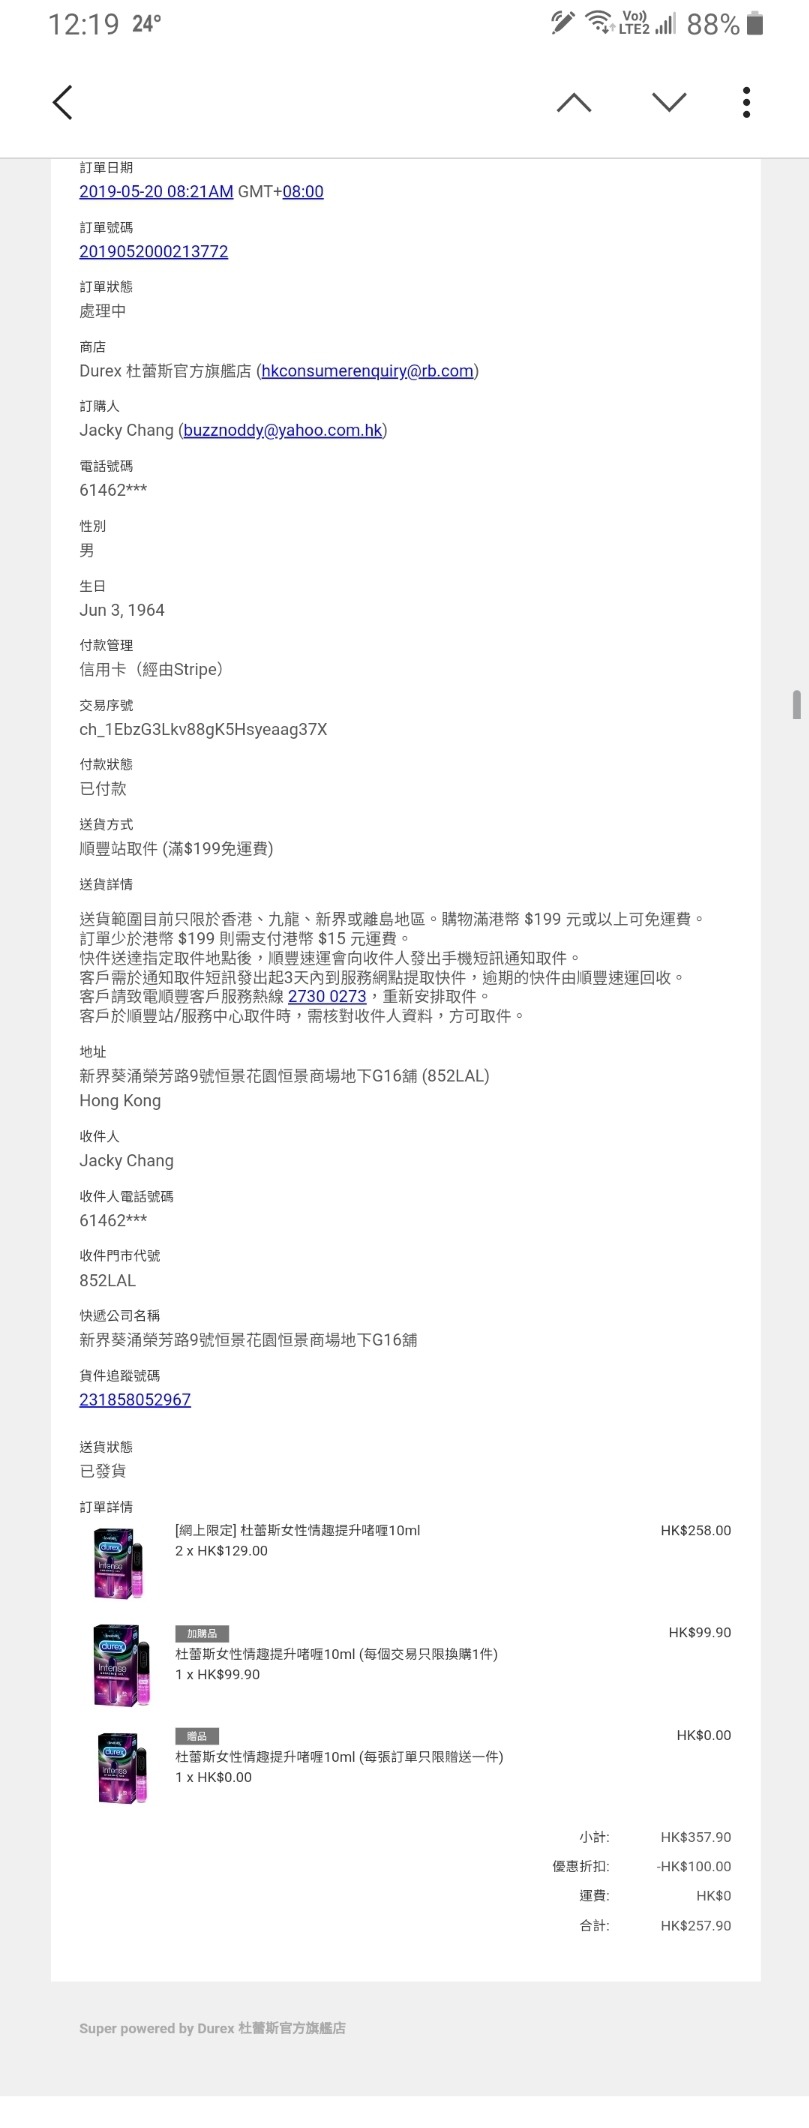 12:19 24°
Vo)) LTE2 88%
訂單日期
2019-05-20 08:21AM GMT+08:00
訂單號碼
2019052000213772
訂單狀態
處理中
商店
Durex 杜蕾斯官方旗艦店 (hkconsumerenquiry@rb.com)
訂購人
Jacky Chang (buzznoddy@yahoo.com.hk)
電話號碼
61462***
性別
男
生日
Jun 3, 1964
付款管理
信用卡（經由Stripe）
交易序號
ch_1EbzG3Lkv88gK5Hsyeaag37X
付款狀態
已付款
送貨方式
順豐站取件 (滿$199免運費)
送貨詳情
送貨範圍目前只限於香港、九龍、新界或離島地區。購物滿港幣 $199 元或以上可免運費。
訂單少於港幣 $199 則需支付港幣 $15 元運費。
快件送達指定取件地點後，順豐速運會向收件人發出手機短訊通知取件。
客戶需於通知取件短訊發出起3天內到服務網點提取快件，逾期的快件由順豐速運回收。
客戶請致電順豐客戶服務熱線 2730 0273，重新安排取件。
客戶於順豐站/服務中心取件時，需核對收件人資料，方可取件。
地址
新界葵涌榮芳路9號恒景花園恒景商場地下G16舖 (852LAL)
Hong Kong
收件人
Jacky Chang
收件人電話號碼
61462***
收件門市代號
852LAL
快遞公司名稱
新界葵涌榮芳路9號恒景花園恒景商場地下G16舖
貨件追蹤號碼
231858052967
送貨狀態
已發貨
訂單詳情
durex
Intense
[網上限定] 杜蕾斯女性情趣提升啫喱10ml HK$258.00
2 x HK$129.00
durex
Intense
加購品 HK$99.90
杜蕾斯女性情趣提升啫喱10ml (每個交易只限換購1件)
1 x HK$99.90
durex
Intense
贈品 HK$0.00
杜蕾斯女性情趣提升啫喱10ml (每張訂單只限贈送一件)
1 x HK$0.00
小計: HK$357.90
優惠折扣: -HK$100.00
運費: HK$0
合計: HK$257.90
Super powered by Durex 杜蕾斯官方旗艦店